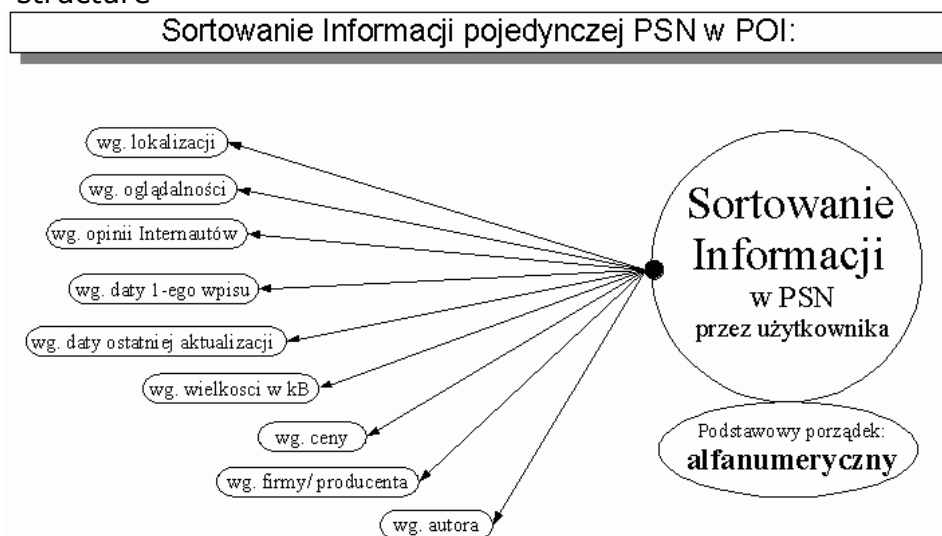 structure
Sortowanie Informacji pojedynczej PSN w POI:
wg. lokalizacji
wg. oglądalności
wg. opinii Internautów
wg. daty 1-ego wpisu
wg. daty ostatniej aktualizacji
wg. wielkosci w kB
wg. ceny
wg. firmy/producenta
wg. autora
Sortowanie
Informacji
w PSN
przez użytkownika
Podstawowy porządek:
alfanumeryczny